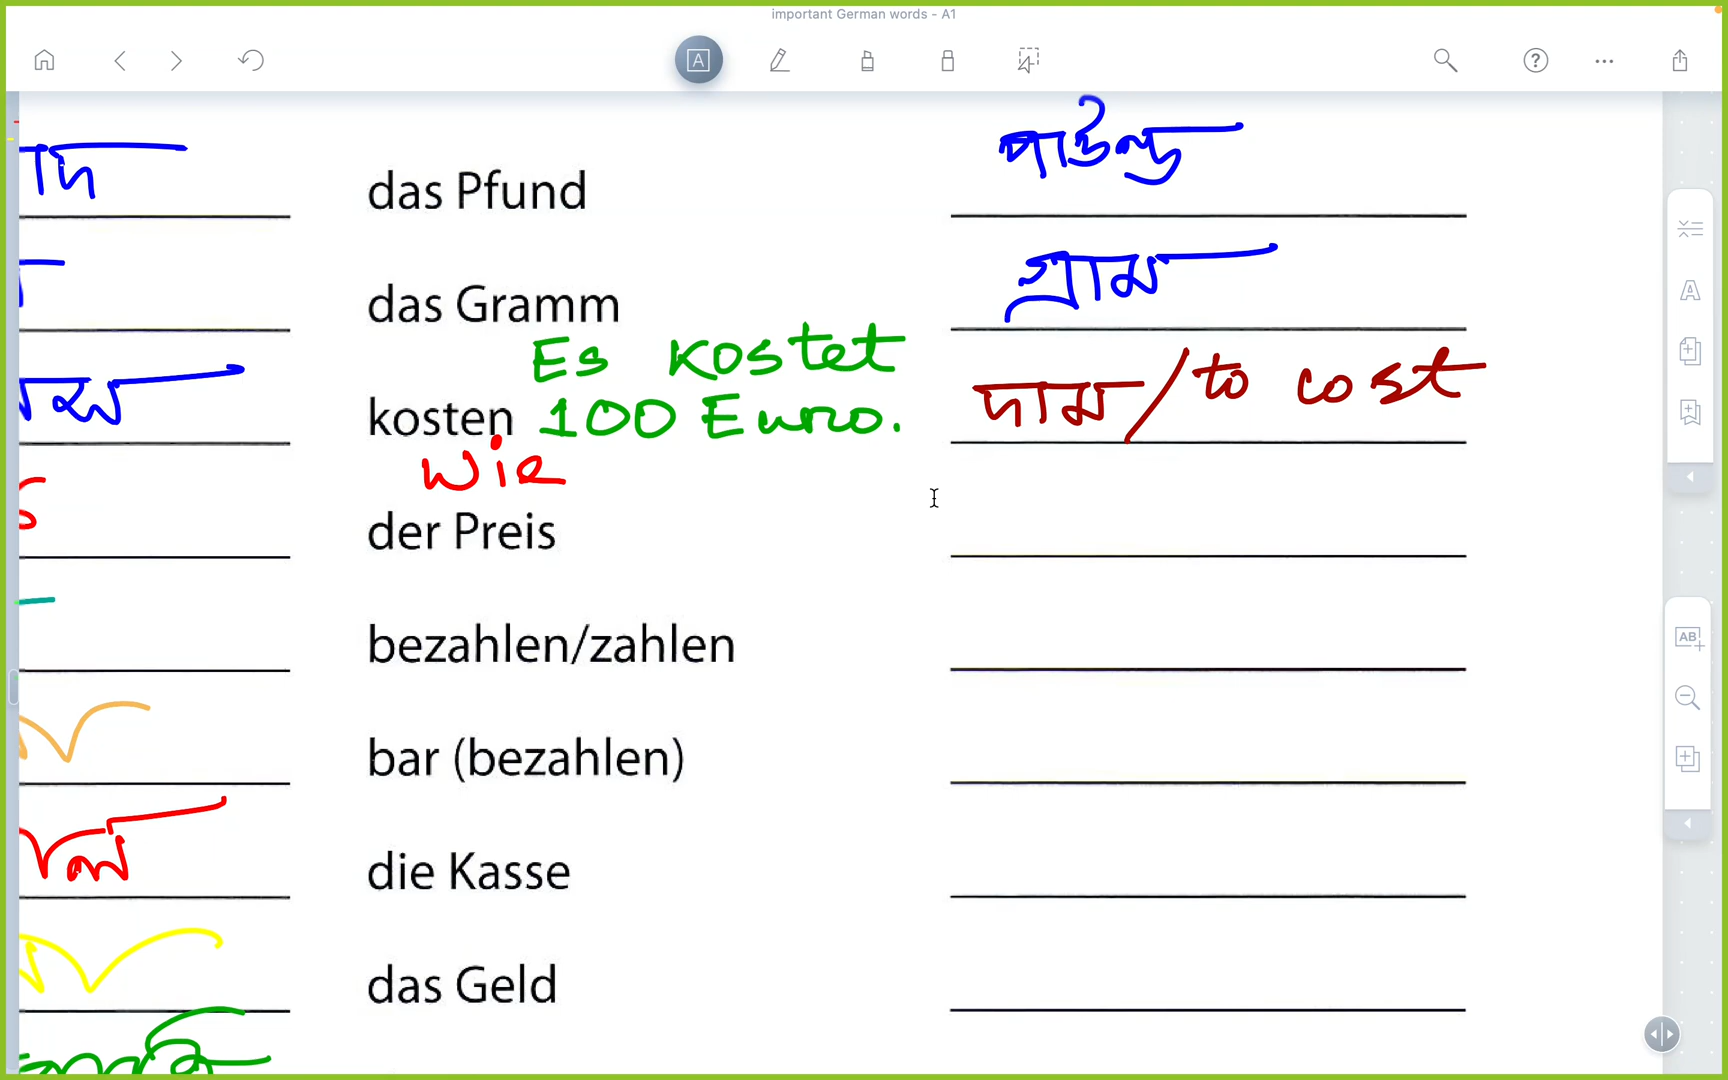 important German words - A1
das Pfund পাউন্ড
das Gramm গ্রাম
Es kostet
kosten 100 Euro. দাম/to cost
Wie
der Preis
bezahlen/zahlen
bar (bezahlen)
die Kasse
das Geld